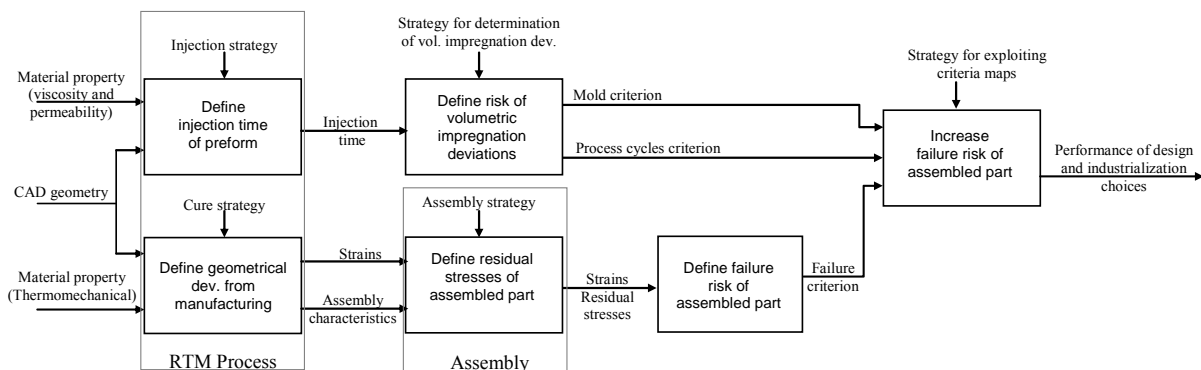 Injection strategy
Strategy for determination
of vol. impregnation dev.
Strategy for exploiting
criteria maps
Material property
(viscosity and
permeability)
Define
injection time
of preform
Injection
time
Define risk of
volumetric
impregnation
deviations
Mold criterion
Process cycles criterion
Increase
failure risk of
assembled part
Performance of design
and industrialization
choices
CAD geometry
Cure strategy
Assembly strategy
Material property
(Thermomechanical)
Define geometrical
dev. from
manufacturing
Strains
Assembly
characteristics
Define residual
stresses of
assembled part
Strains
Residual
stresses
Define failure
risk of
assembled part
Failure
criterion
RTM Process
Assembly